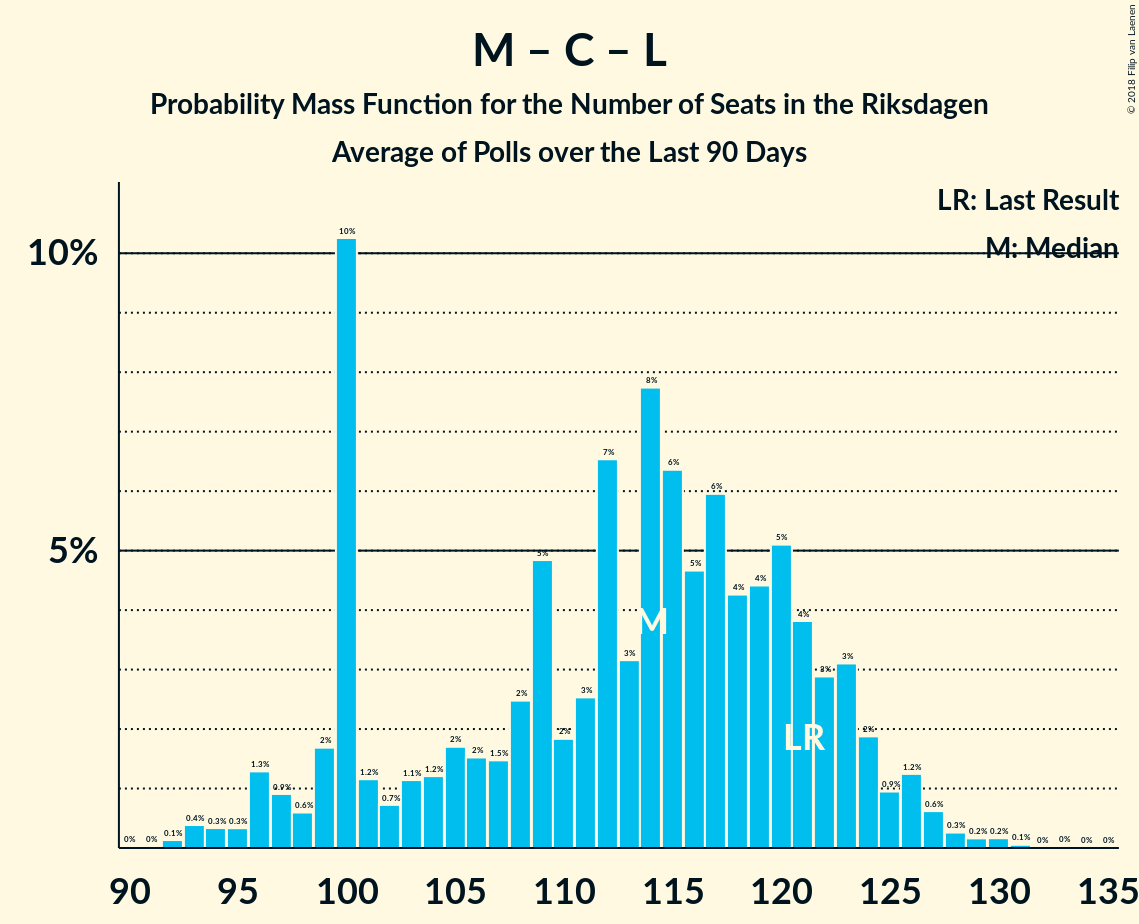 M – C – L
Probability Mass Function for the Number of Seats in the Riksdagen
Average of Polls over the Last 90 Days
© 2018 Filip van Laenen
LR: Last Result
M: Median
10%
5%
0% 0% 0.1% 0.4% 0.3% 0.3% 1.3% 0.9% 0.6% 2% 10% 1.2% 0.7% 1.1% 1.2% 2% 2% 1.5% 2% 5% 2% 3% 7% 3% 8% 6% 5% 6% 4% 4% 5% 4% 3% 3% 2% 0.9% 1.2% 0.6% 0.3% 0.2% 0.2% 0.1% 0% 0% 0% 0%
M
LR
90 95 100 105 110 115 120 125 130 135